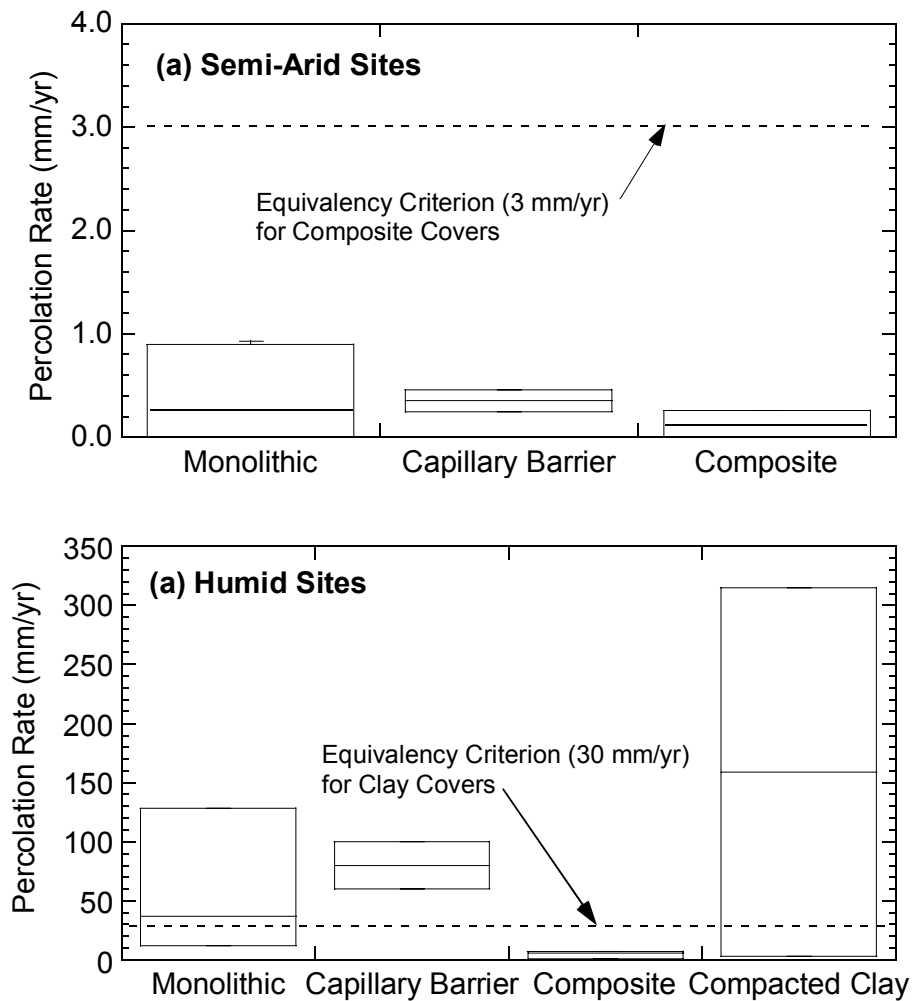 (a) Semi-Arid Sites
Percolation Rate (mm/yr)
4.0
3.0
2.0
1.0
0.0
Equivalency Criterion (3 mm/yr)
for Composite Covers
Monolithic
Capillary Barrier
Composite
(a) Humid Sites
Percolation Rate (mm/yr)
350
300
250
200
150
100
50
0
Equivalency Criterion (30 mm/yr)
for Clay Covers
Monolithic
Capillary Barrier
Composite
Compacted Clay